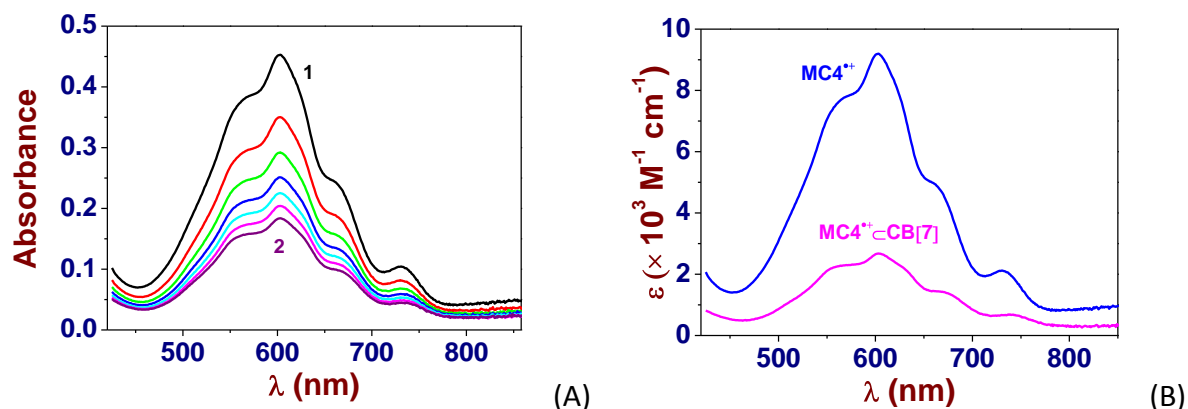 Absorbance
0.5
0.4
0.3
0.2
0.1
0.0
1
2
500 600 700 800
λ (nm)
(A)
ε (× 10³ M⁻¹ cm⁻¹)
10
8
6
4
2
0
MC4•+
MC4•+⊂CB[7]
500 600 700 800
λ (nm)
(B)